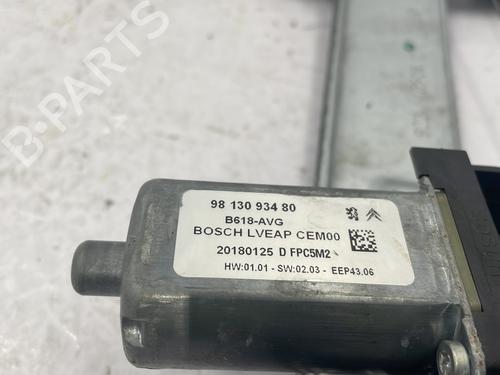 B-PARTS
98 130 934 80
B618-AVG
BOSCH LVEAP CEM00
20180125 D FPC5M2
HW:01.01 - SW:02.03 - EEP43.06